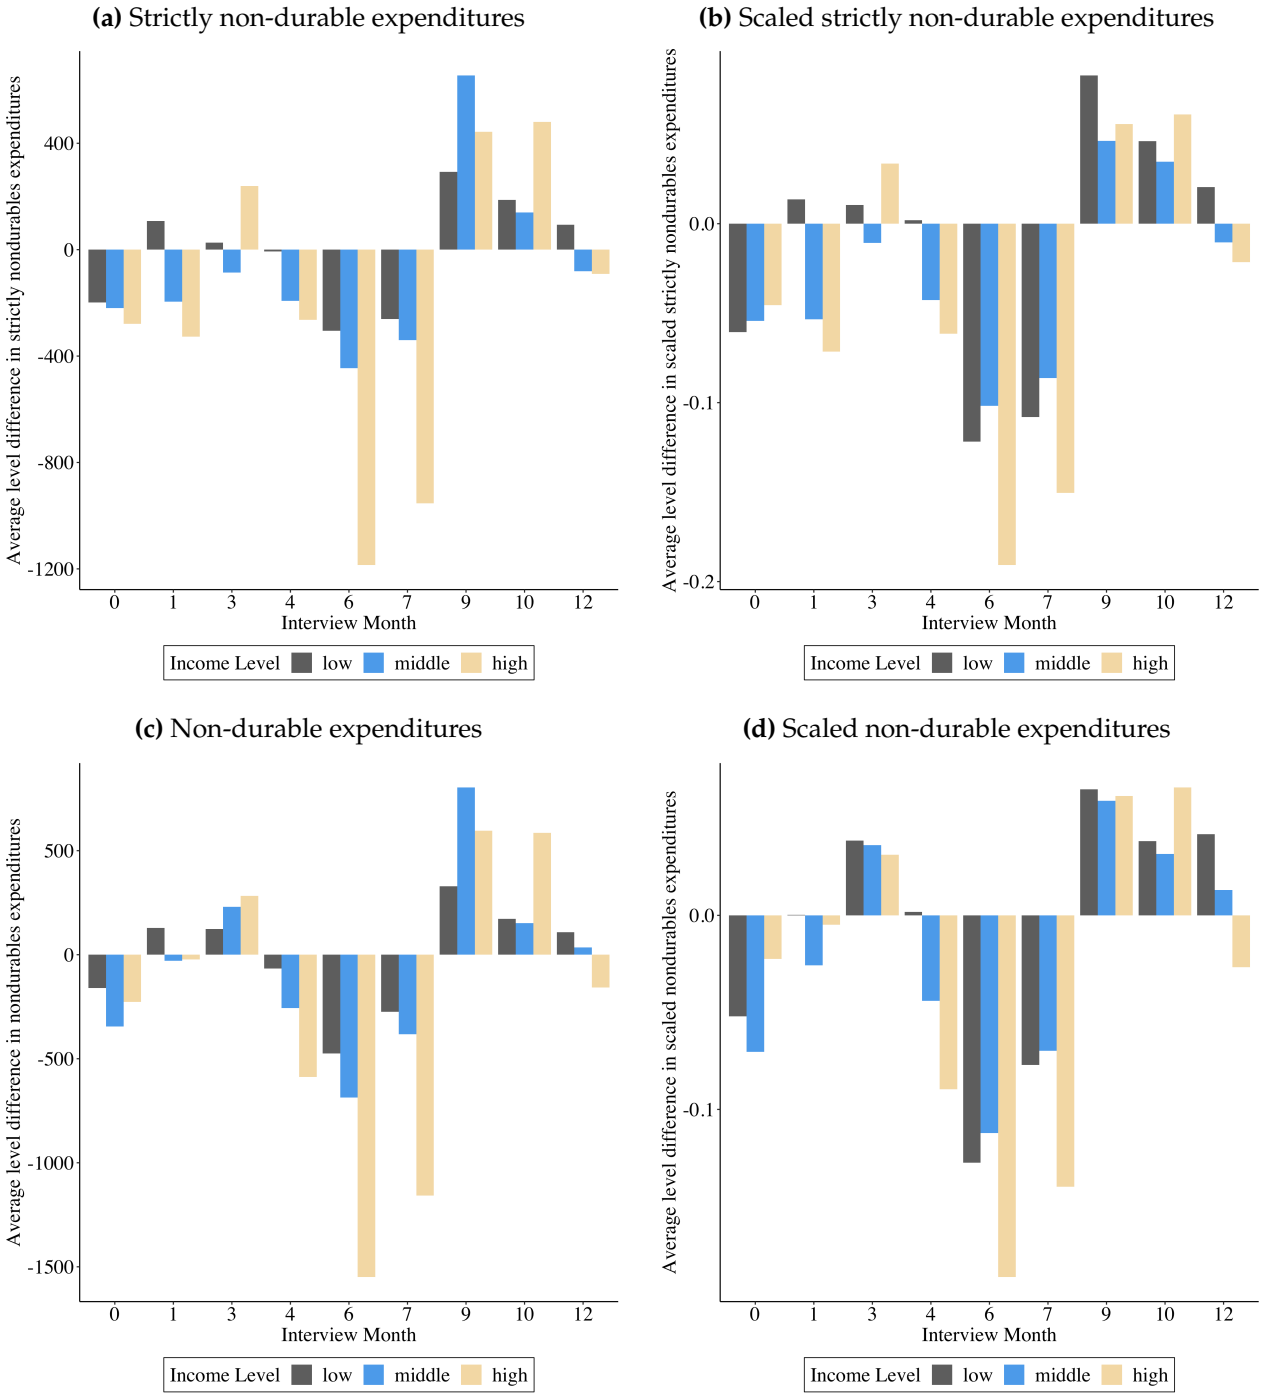 (a) Strictly non-durable expenditures
Average level difference in strictly nondurables expenditures
400
0
-400
-800
-1200
0 1 3 4 6 7 9 10 12
Interview Month
Income Level low middle high
(b) Scaled strictly non-durable expenditures
Average level difference in scaled strictly nondurables expenditures
0.0
-0.1
-0.2
0 1 3 4 6 7 9 10 12
Interview Month
Income Level low middle high
(c) Non-durable expenditures
Average level difference in nondurables expenditures
500
0
-500
-1000
-1500
0 1 3 4 6 7 9 10 12
Interview Month
Income Level low middle high
(d) Scaled non-durable expenditures
Average level difference in scaled nondurables expenditures
0.0
-0.1
0 1 3 4 6 7 9 10 12
Interview Month
Income Level low middle high